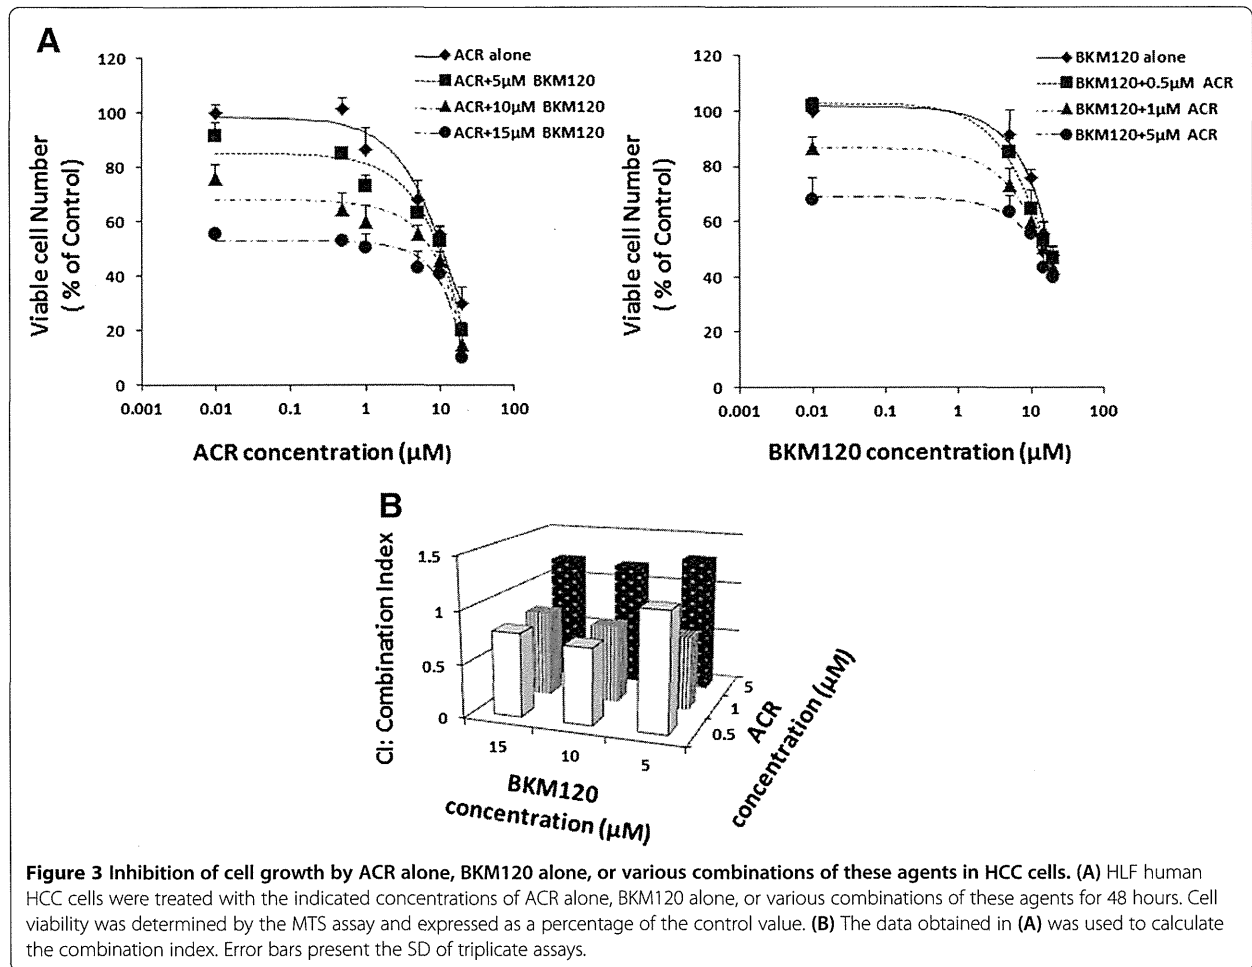 A
120
100
80
60
40
20
0
0.001 0.01 0.1 1 10 100
Viable cell Number
( % of Control)
ACR concentration (µM)
ACR alone
ACR+5µM BKM120
ACR+10µM BKM120
ACR+15µM BKM120
120
100
80
60
40
20
0
0.001 0.01 0.1 1 10 100
Viable cell Number
( % of Control)
BKM120 concentration (µM)
BKM120 alone
BKM120+0.5µM ACR
BKM120+1µM ACR
BKM120+5µM ACR
B
CI: Combination Index
1.5
1
0.5
0
15 10 5
BKM120
concentration (µM)
5
1
0.5
ACR
concentration (µM)
Figure 3 Inhibition of cell growth by ACR alone, BKM120 alone, or various combinations of these agents in HCC cells. (A) HLF human
HCC cells were treated with the indicated concentrations of ACR alone, BKM120 alone, or various combinations of these agents for 48 hours. Cell
viability was determined by the MTS assay and expressed as a percentage of the control value. (B) The data obtained in (A) was used to calculate
the combination index. Error bars present the SD of triplicate assays.